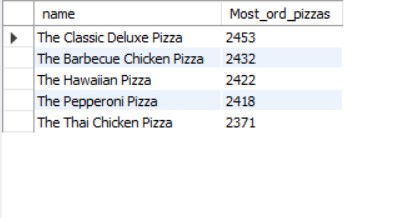 name Most_ord_pizzas
The Classic Deluxe Pizza 2453
The Barbecue Chicken Pizza 2432
The Hawaiian Pizza 2422
The Pepperoni Pizza 2418
The Thai Chicken Pizza 2371